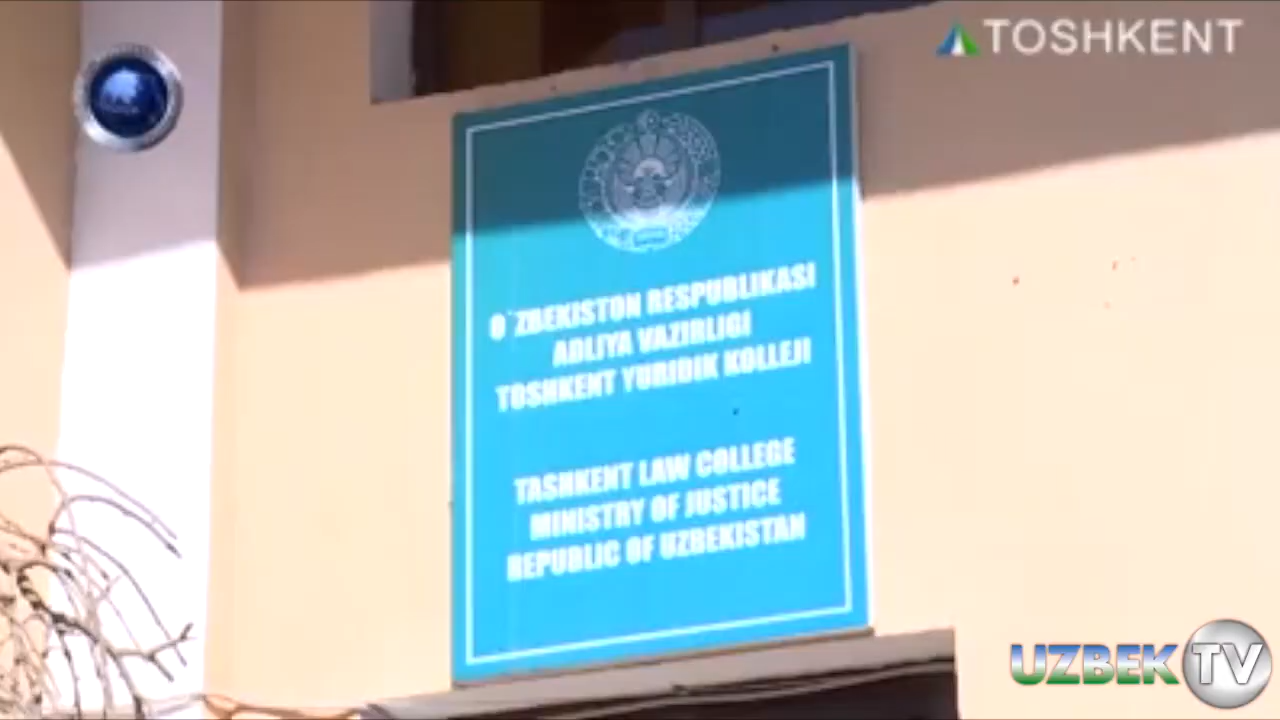 TOSHKENT
O`ZBEKISTON RESPUBLIKASI
ADLIYA VAZIRLIGI
TOSHKENT YURIDIK KOLLEJI
TASHKENT LAW COLLEGE
MINISTRY OF JUSTICE
REPUBLIC OF UZBEKISTAN
UZBEK TV